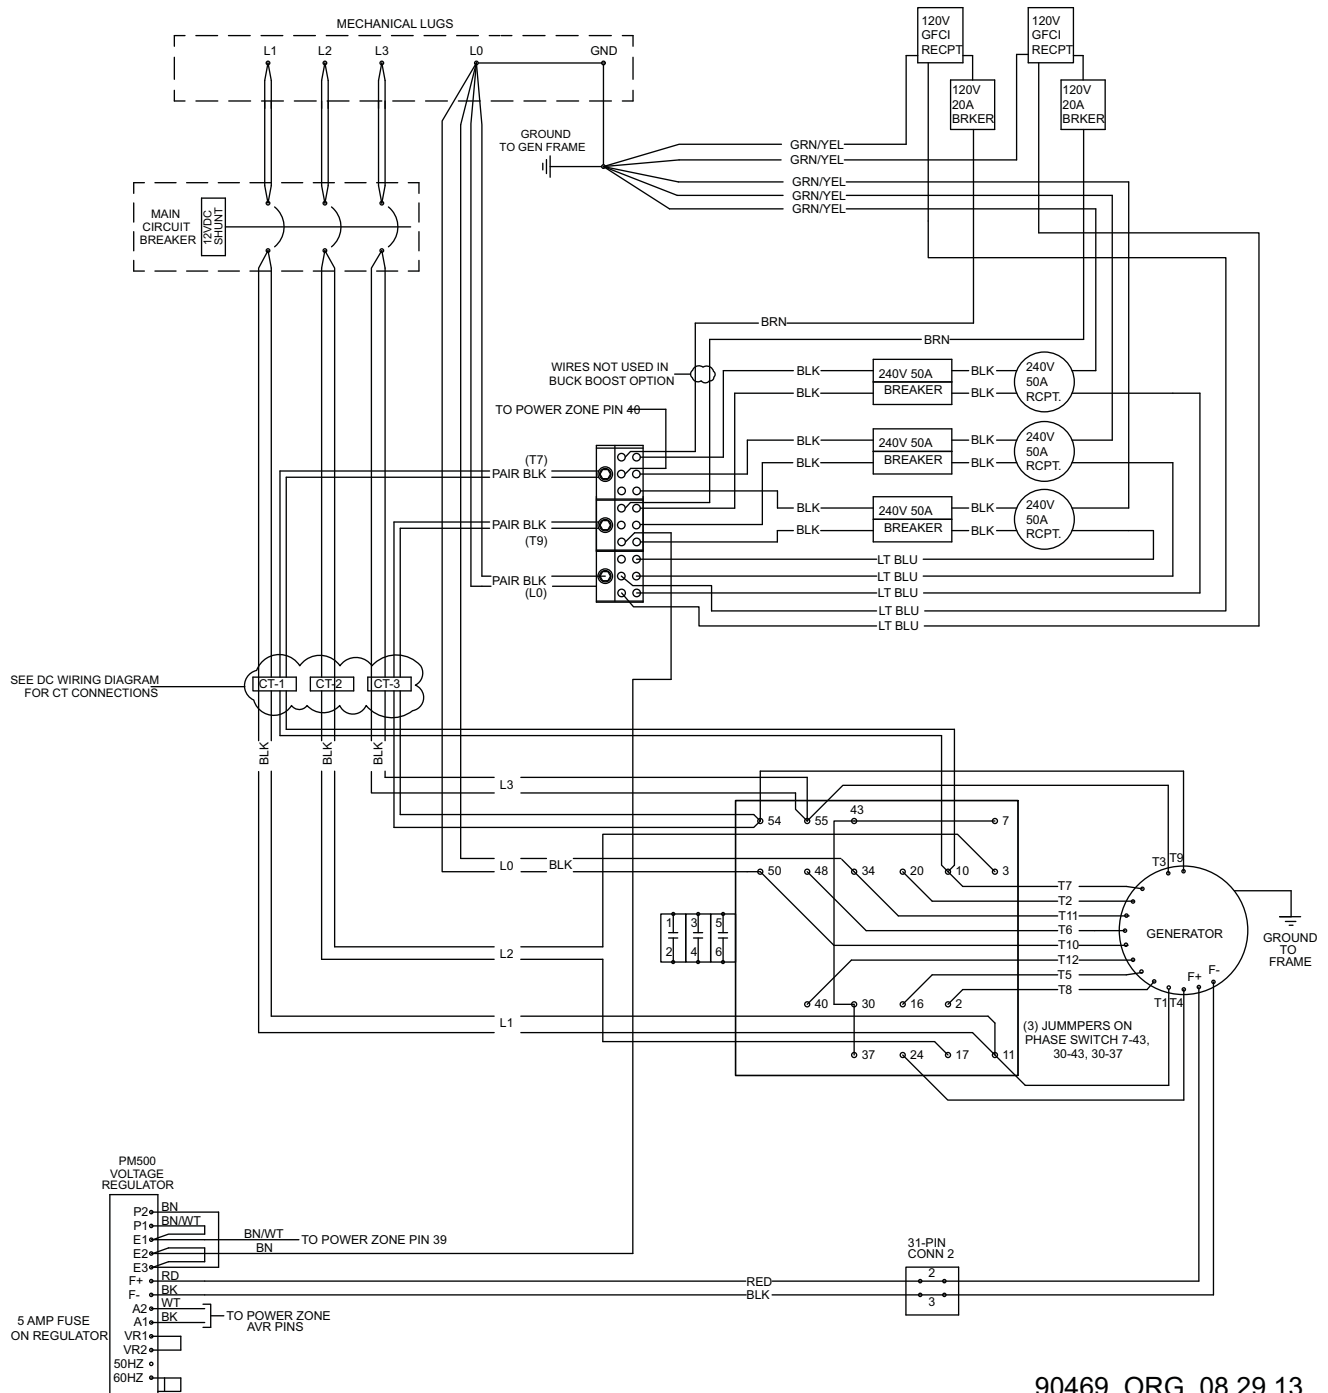 MECHANICAL LUGS
L1
L2
L3
L0
GND
120V
GFCI
RECPT
120V
GFCI
RECPT
120V
20A
BRKER
120V
20A
BRKER
GROUND
TO GEN FRAME
GRN/YEL
GRN/YEL
GRN/YEL
GRN/YEL
GRN/YEL
MAIN
CIRCUIT
BREAKER
12VDC
SHUNT
BRN
BRN
WIRES NOT USED IN
BUCK BOOST OPTION
TO POWER ZONE PIN 40
BLK
240V 50A
BREAKER
BLK
240V
50A
RCPT.
BLK
BLK
BLK
240V 50A
BREAKER
BLK
240V
50A
RCPT.
BLK
BLK
BLK
240V 50A
BREAKER
BLK
240V
50A
RCPT.
BLK
BLK
(T7)
PAIR BLK
PAIR BLK
(T9)
PAIR BLK
(L0)
LT BLU
LT BLU
LT BLU
LT BLU
LT BLU
SEE DC WIRING DIAGRAM
FOR CT CONNECTIONS
CT-1
CT-2
CT-3
BLK
BLK
BLK
L3
L0
BLK
L2
L1
54
55
43
7
50
48
34
20
10
3
40
30
16
2
37
24
17
11
1
2
3
4
5
6
T3
T9
T7
T2
T11
T6
T10
T12
T5
T8
T1
T4
F+
F-
GENERATOR
GROUND
TO
FRAME
(3) JUMMPERS ON
PHASE SWITCH 7-43,
30-43, 30-37
PM500
VOLTAGE
REGULATOR
P2
BN
P1
BN/WT
E1
BN/WT
TO POWER ZONE PIN 39
E2
BN
E3
F+
RD
RED
F-
BK
BLK
A2
WT
A1
BK
TO POWER ZONE
AVR PINS
VR1
VR2
50HZ
60HZ
5 AMP FUSE
ON REGULATOR
31-PIN
CONN 2
2
3
90469_ORG_08.29.13